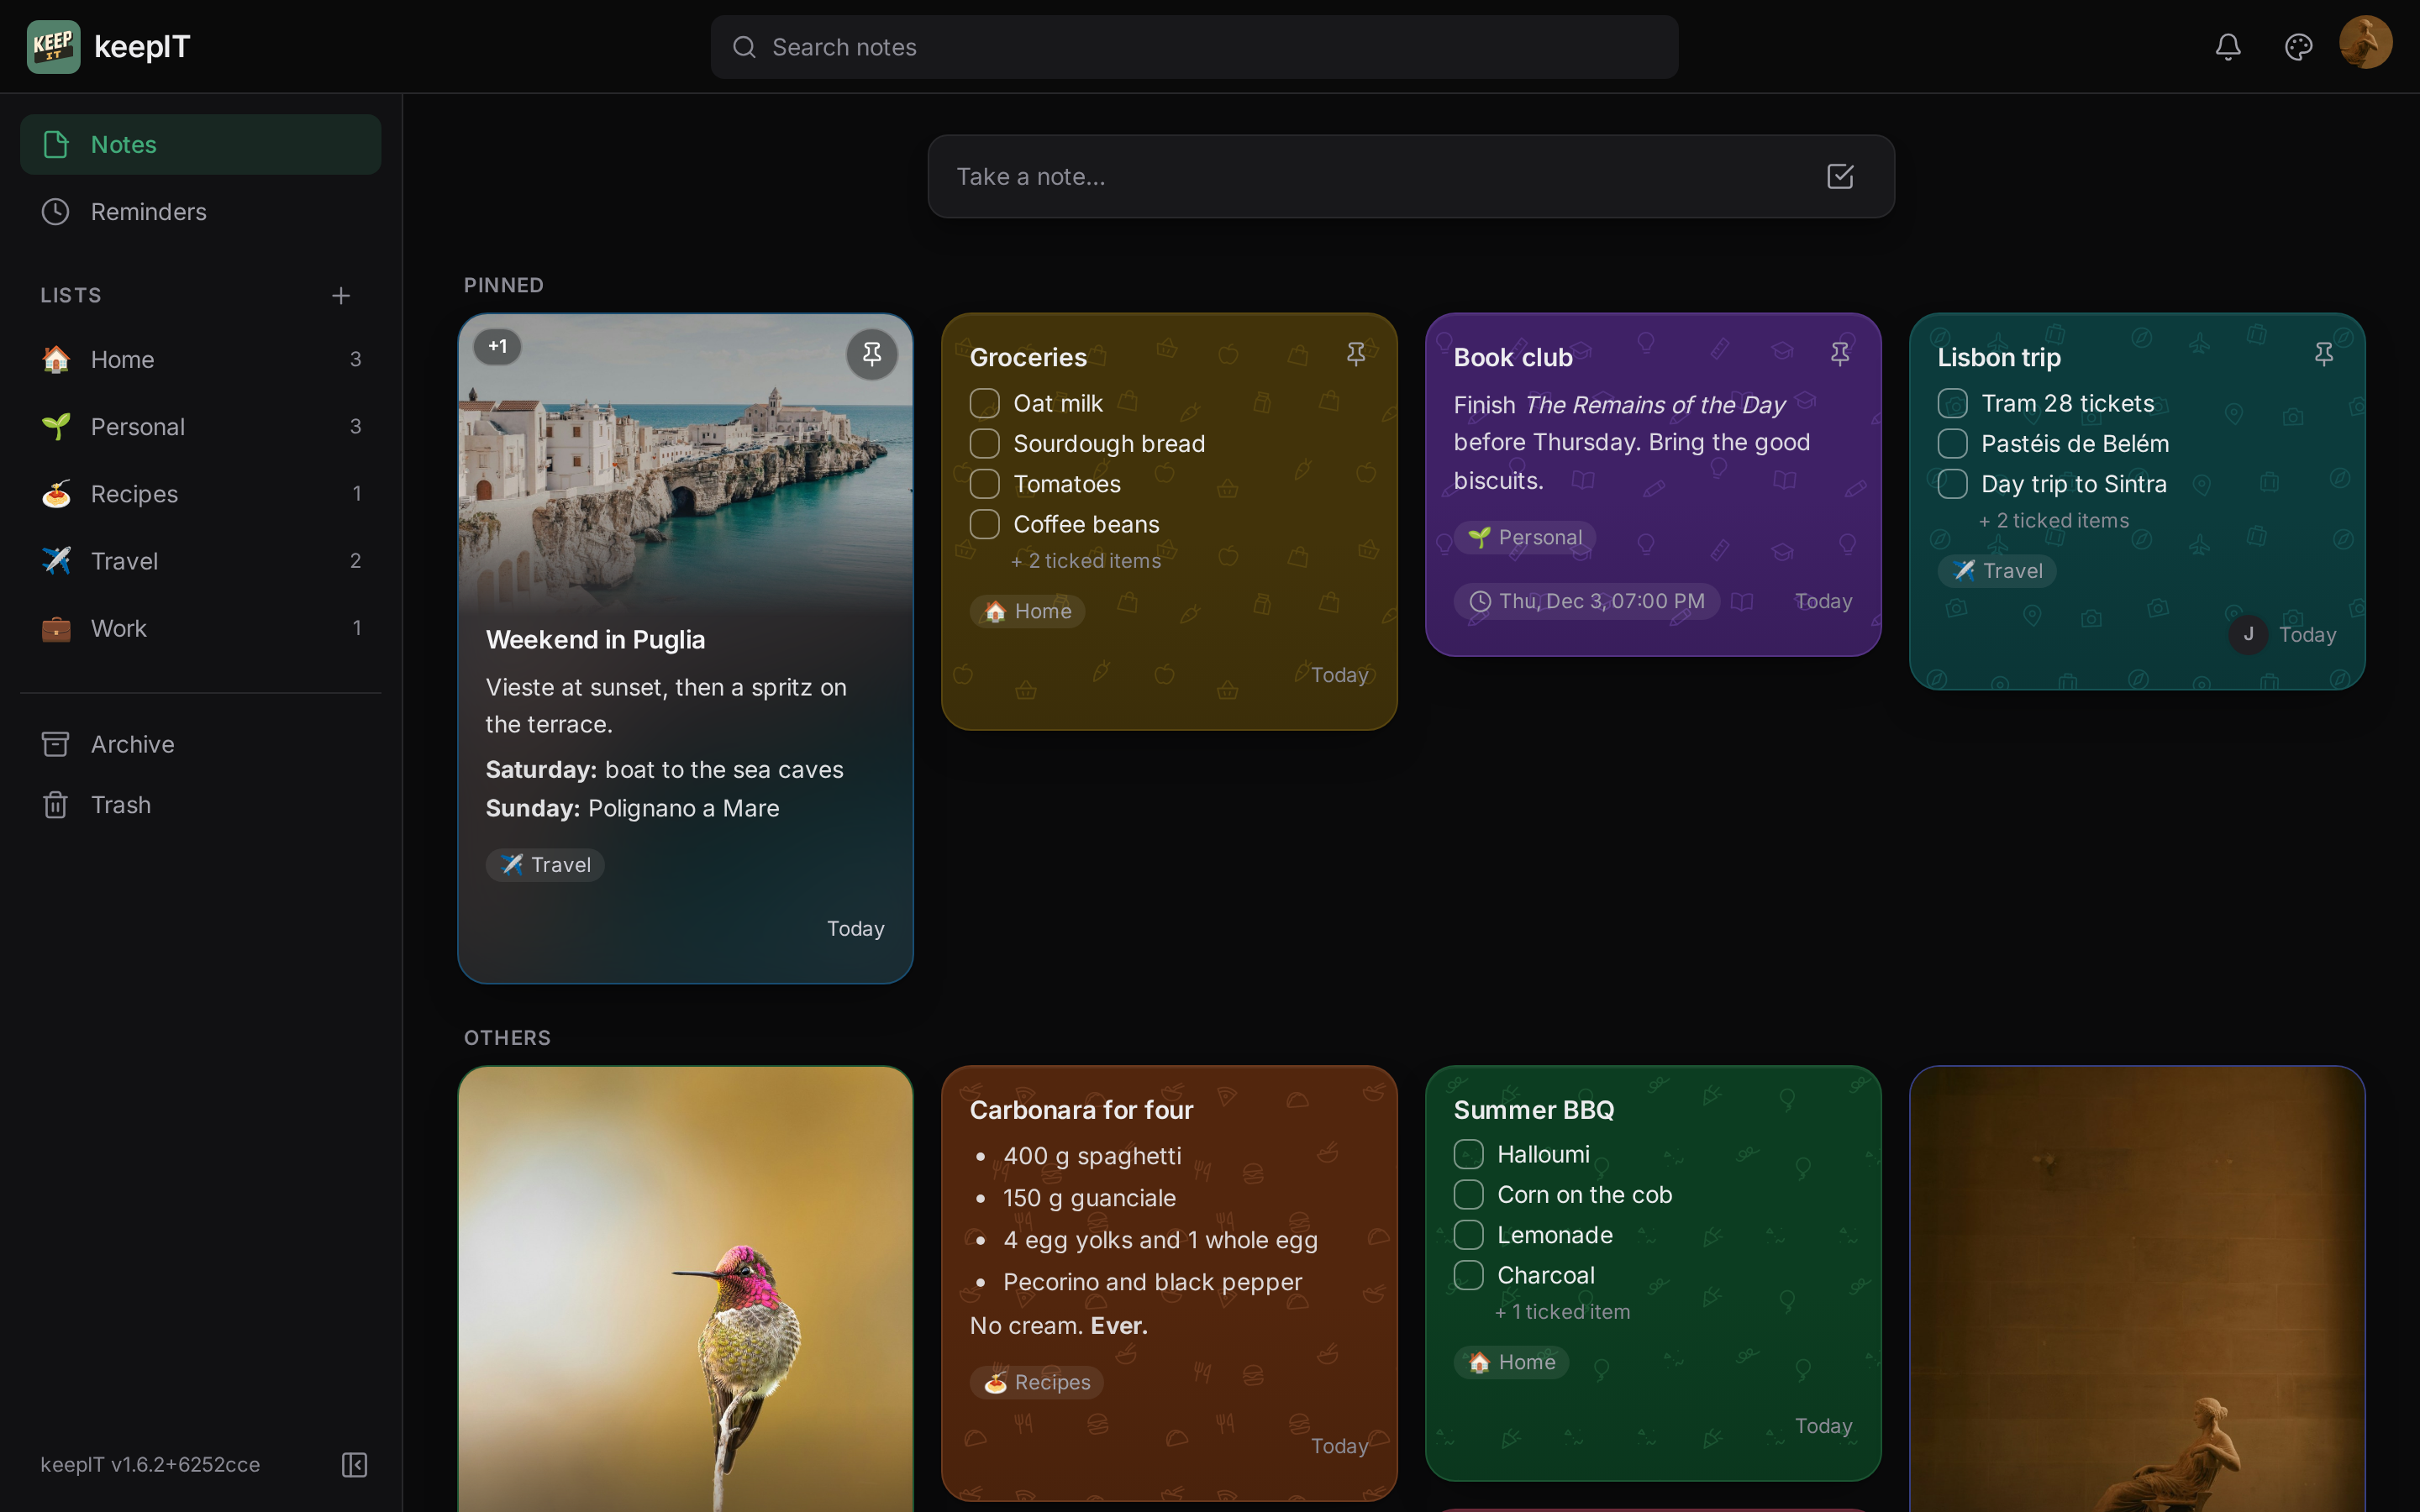 KEEP
IT
keepIT
Search notes
Notes
Reminders
LISTS
Home 3
Personal 3
Recipes 1
Travel 2
Work 1
Archive
Trash
keepIT v1.6.2+6252cce
Take a note...
PINNED
+1
Weekend in Puglia
Vieste at sunset, then a spritz on
the terrace.
Saturday: boat to the sea caves
Sunday: Polignano a Mare
Travel
Today
Groceries
Oat milk
Sourdough bread
Tomatoes
Coffee beans
+ 2 ticked items
Home
Today
Book club
Finish The Remains of the Day
before Thursday. Bring the good
biscuits.
Personal
Thu, Dec 3, 07:00 PM
Today
Lisbon trip
Tram 28 tickets
Pastéis de Belém
Day trip to Sintra
+ 2 ticked items
Travel
J
Today
OTHERS
Carbonara for four
400 g spaghetti
150 g guanciale
4 egg yolks and 1 whole egg
Pecorino and black pepper
No cream. Ever.
Recipes
Today
Summer BBQ
Halloumi
Corn on the cob
Lemonade
Charcoal
+ 1 ticked item
Home
Today